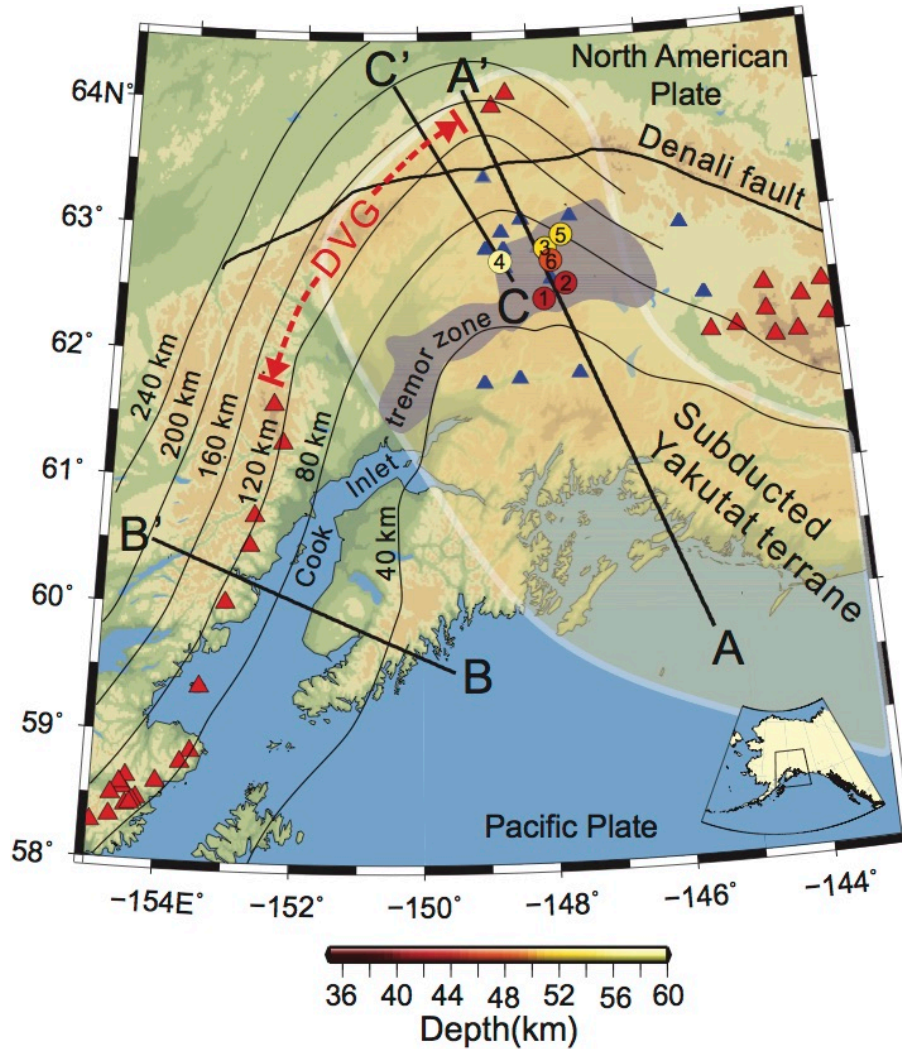 North American
Plate
C'
A'
64N°
Denali fault
63°
DVG
5
3
6
4
2
1
C
62°
tremor zone
240 km
200 km
160 km
120 km
80 km
40 km
Subducted
Yakutat terrane
61°
Cook Inlet
B'
60°
B
A
59°
Pacific Plate
58°
−154E° −152° −150° −148° −146° −144°
36 40 44 48 52 56 60
Depth(km)